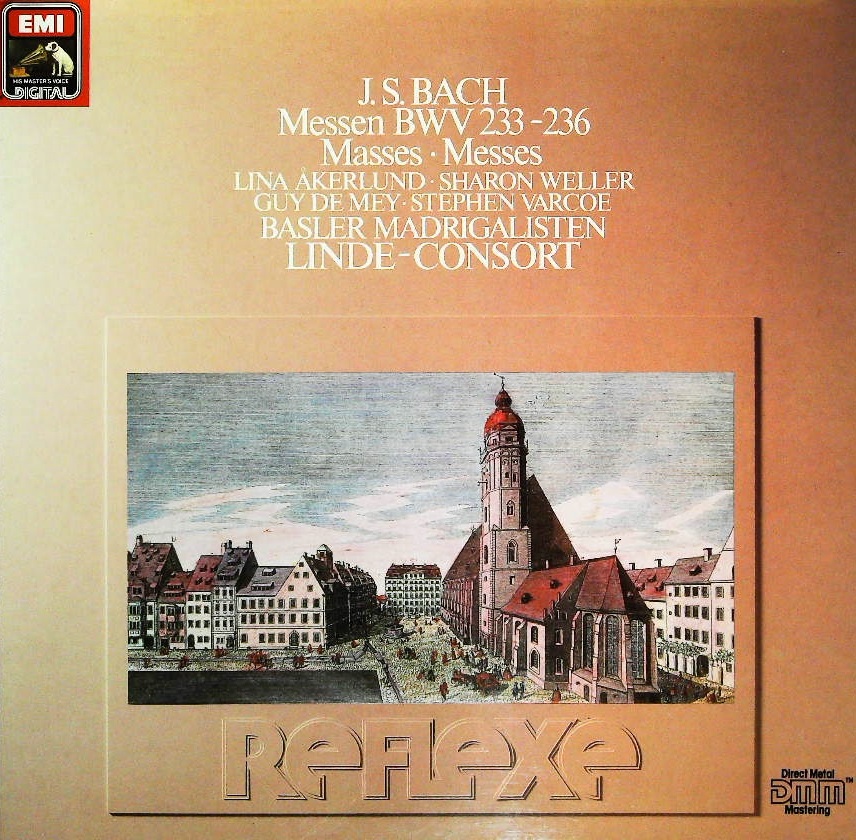 EMI
HIS MASTER'S VOICE
DIGITAL
J. S. BACH
Messen BWV 233-236
Masses · Messes
LINA ÅKERLUND · SHARON WELLER
GUY DE MEY · STEPHEN VARCOE
BASLER MADRIGALISTEN
LINDE-CONSORT
ReFLexe
Direct Metal
DMM™
Mastering